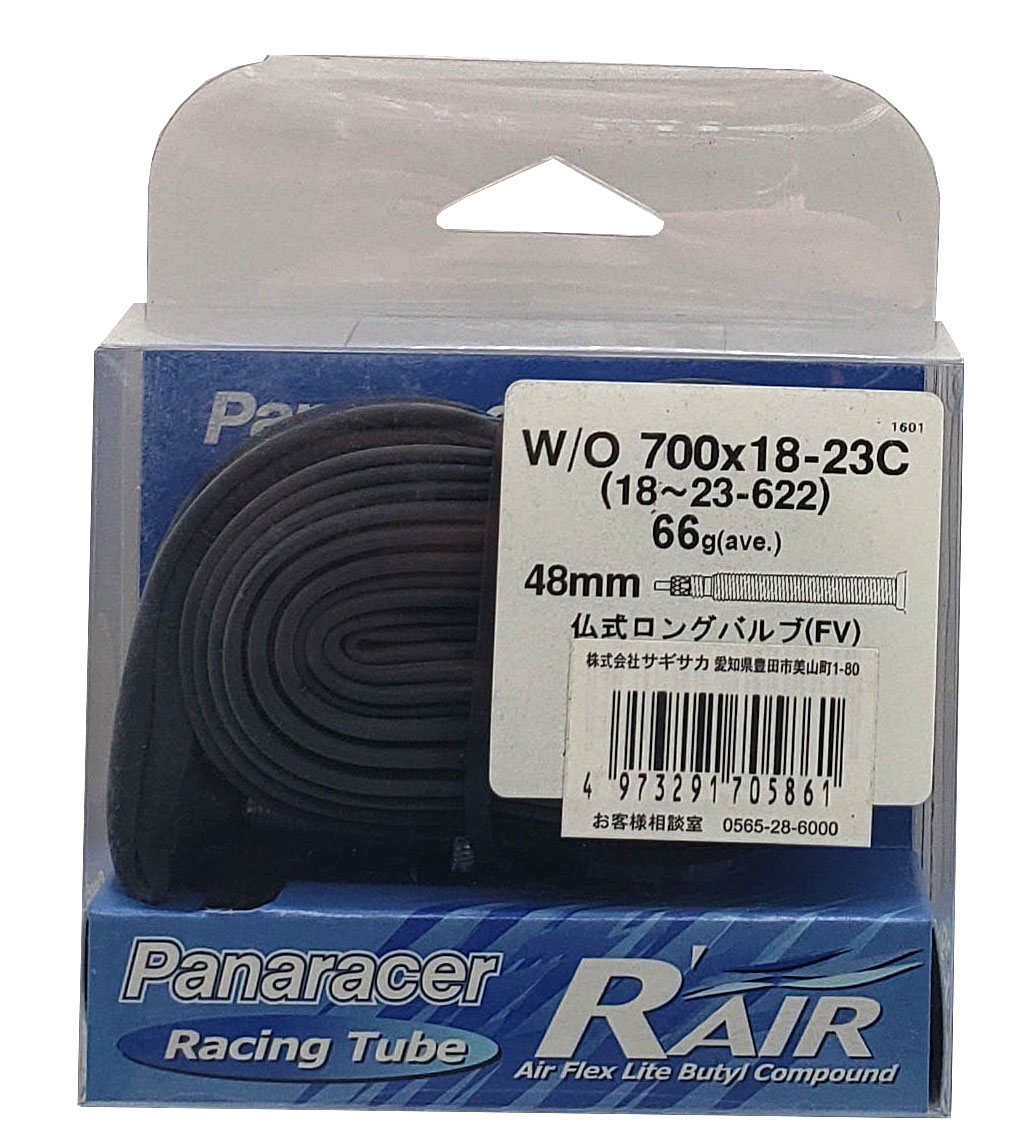 1601
W/O 700x18-23C
(18~23-622)
66g(ave.)
48mm
仏式ロングバルブ(FV)
株式会社サギサカ 愛知県豊田市美山町1-80
4 973291 705861
お客様相談室 0565-28-6000
Panaracer
Racing Tube
R'AIR
Air Flex Lite Butyl Compound